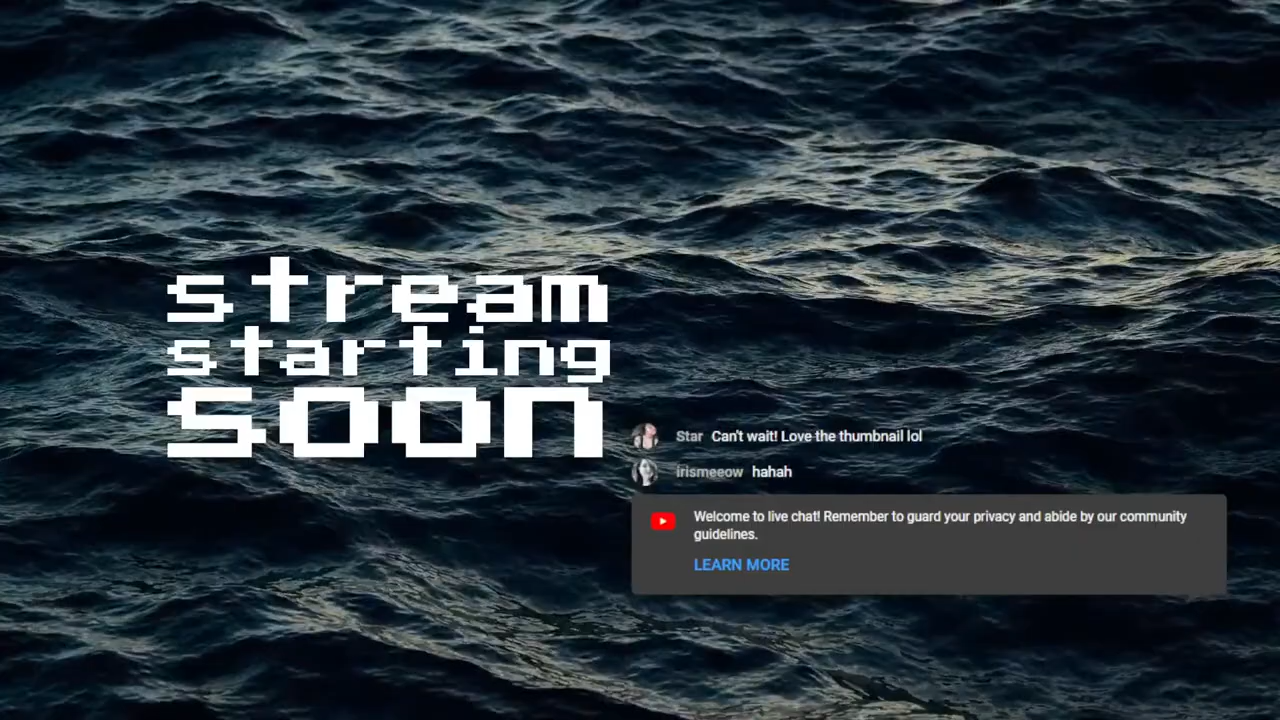 stream
starting
soon
Star Can't wait! Love the thumbnail lol
irismeeow hahah
Welcome to live chat! Remember to guard your privacy and abide by our community
guidelines.
LEARN MORE